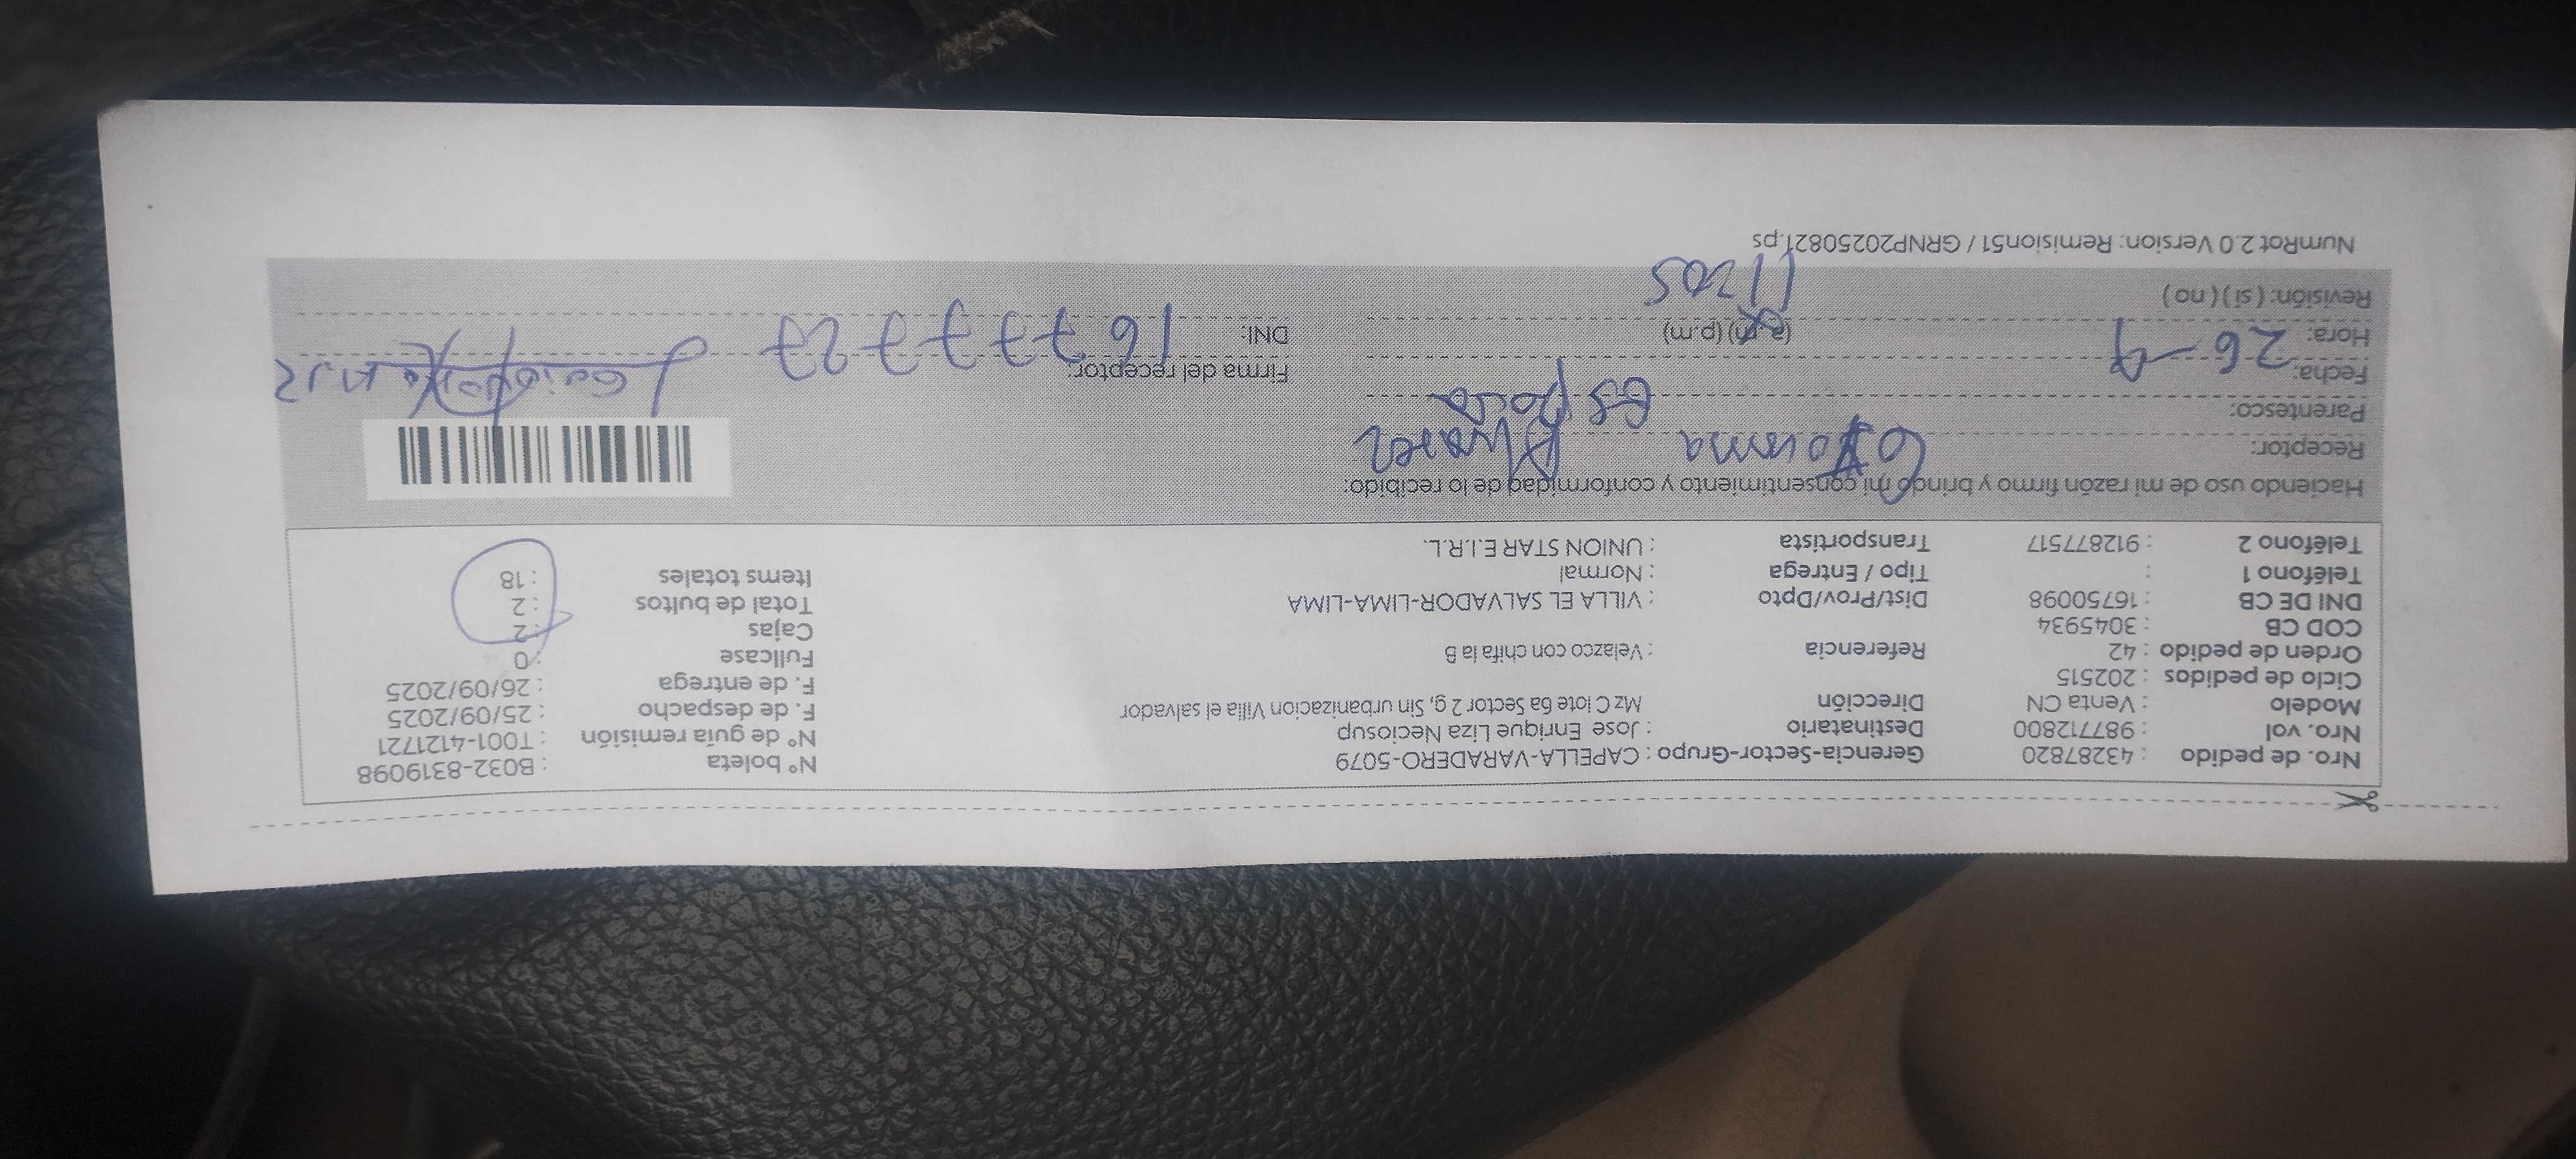 Nro. de pedido : 43287820 Gerencia-Sector-Grupo : CAPELLA-VARADERO-5079 N° boleta : B032-8319098
Nro. vol : 987712800 Destinatario : Jose Enrique Liza Neciosup N° de guía remisión : T001-4121721
Modelo : Venta CN Dirección Mz C lote 6a Sector 2 g, Sin urbanizacion Villa el salvador F. de despacho : 25/09/2025
Ciclo de pedidos : 202515 F. de entrega : 26/09/2025
Orden de pedido : 42 Referencia : Velazco con chifa la B Fullcase : 0
COD CB : 3045934 Cajas : 2
DNI DE CB : 16750098 Dist/Prov/Dpto : VILLA EL SALVADOR-LIMA-LIMA Total de bultos : 2
Teléfono 1 : Tipo / Entrega : Normal Items totales : 18
Teléfono 2 : 912877517 Transportista : UNION STAR E.I.R.L.
Haciendo uso de mi razón firmo y brindo mi consentimiento y conformidad de lo recibido:
Receptor: Alvarez
Parentesco: esposa
Fecha: 26-9 Firma del receptor:
Hora: (a.m) (p.m) DNI: 16777727
Revisión: ( si ) ( no ) 11205
NumRot 2.0 Version: Remision51 / GRNP20250821.ps